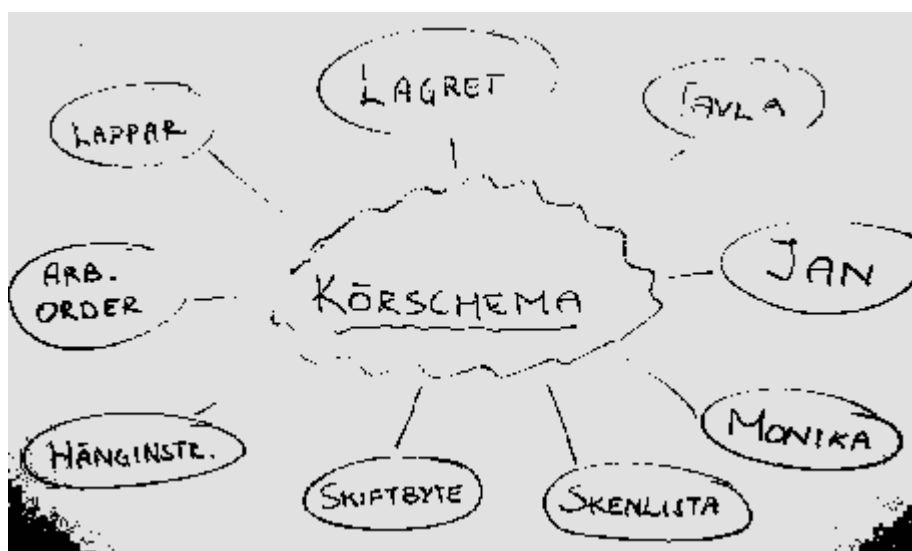 LAGRET
TAVLA
LAPPAR
JAN
ARB.
ORDER
KÖRSCHEMA
MONIKA
HÄNGINSTR.
SKIFTBYTE
SKENLISTA